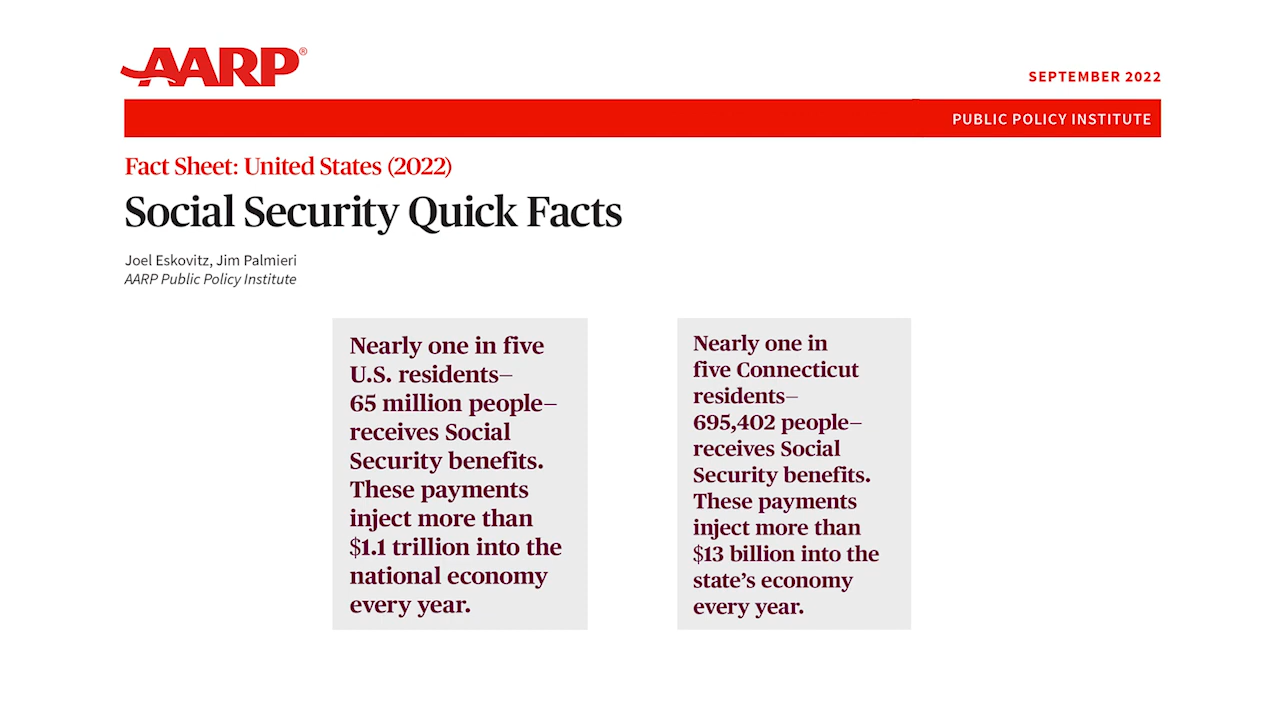 AARP®
SEPTEMBER 2022
PUBLIC POLICY INSTITUTE
Fact Sheet: United States (2022)
Social Security Quick Facts
Joel Eskovitz, Jim Palmieri
AARP Public Policy Institute
Nearly one in five
U.S. residents—
65 million people—
receives Social
Security benefits.
These payments
inject more than
$1.1 trillion into the
national economy
every year.
Nearly one in
five Connecticut
residents—
695,402 people—
receives Social
Security benefits.
These payments
inject more than
$13 billion into the
state’s economy
every year.